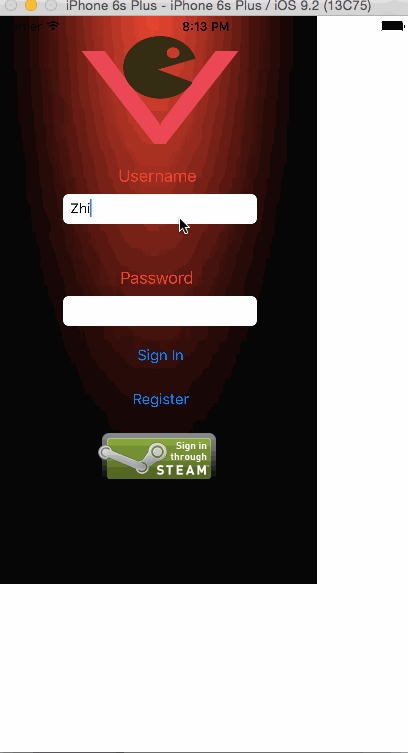 iPhone 6s Plus - iPhone 6s Plus / iOS 9.2 (13C75)
8:13 PM
Username
Zhi
Password
Sign In
Register
Sign in
through
STEAM